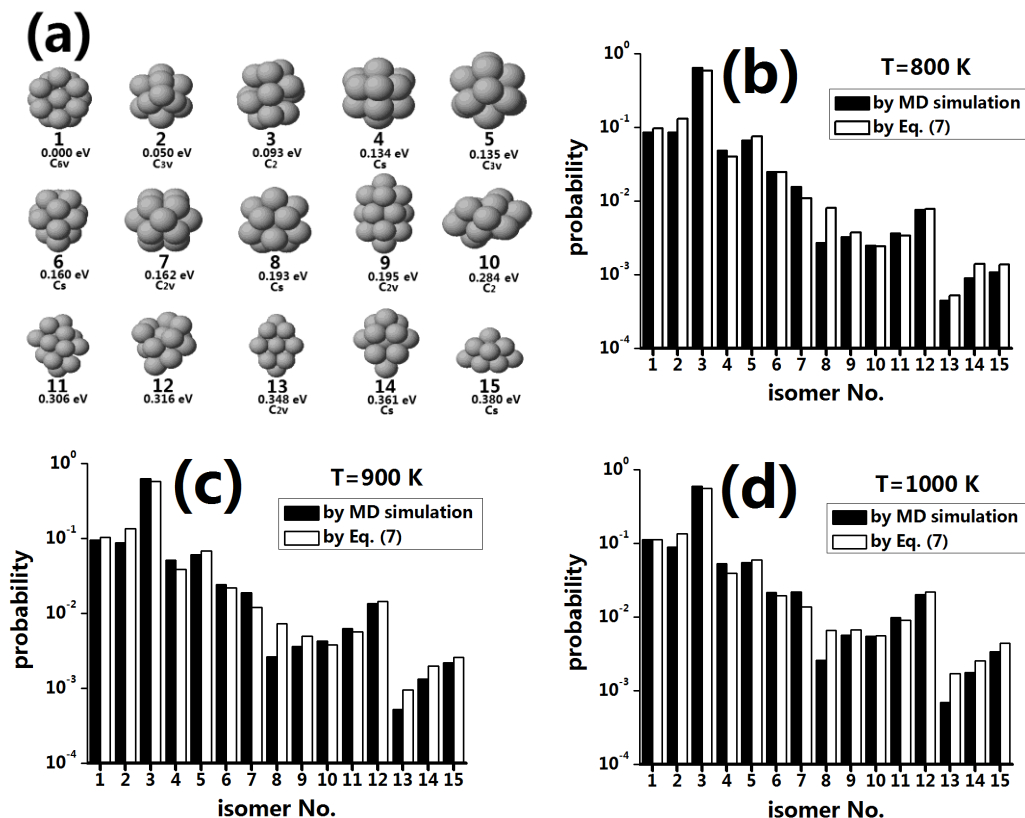 (a)
1 2 3 4 5
0.000 eV 0.050 eV 0.093 eV 0.134 eV 0.135 eV
C6v C3v C2 Cs C3v
6 7 8 9 10
0.160 eV 0.162 eV 0.193 eV 0.195 eV 0.284 eV
Cs C2v Cs C2v C2
11 12 13 14 15
0.306 eV 0.316 eV 0.348 eV 0.361 eV 0.380 eV
C2v Cs Cs
(b)
T=800 K
by MD simulation
by Eq. (7)
probability
10^0
10^-1
10^-2
10^-3
10^-4
1 2 3 4 5 6 7 8 9 10 11 12 13 14 15
isomer No.
(c)
T=900 K
by MD simulation
by Eq. (7)
probability
10^0
10^-1
10^-2
10^-3
10^-4
1 2 3 4 5 6 7 8 9 10 11 12 13 14 15
isomer No.
(d)
T=1000 K
by MD simulation
by Eq. (7)
probability
10^0
10^-1
10^-2
10^-3
10^-4
1 2 3 4 5 6 7 8 9 10 11 12 13 14 15
isomer No.